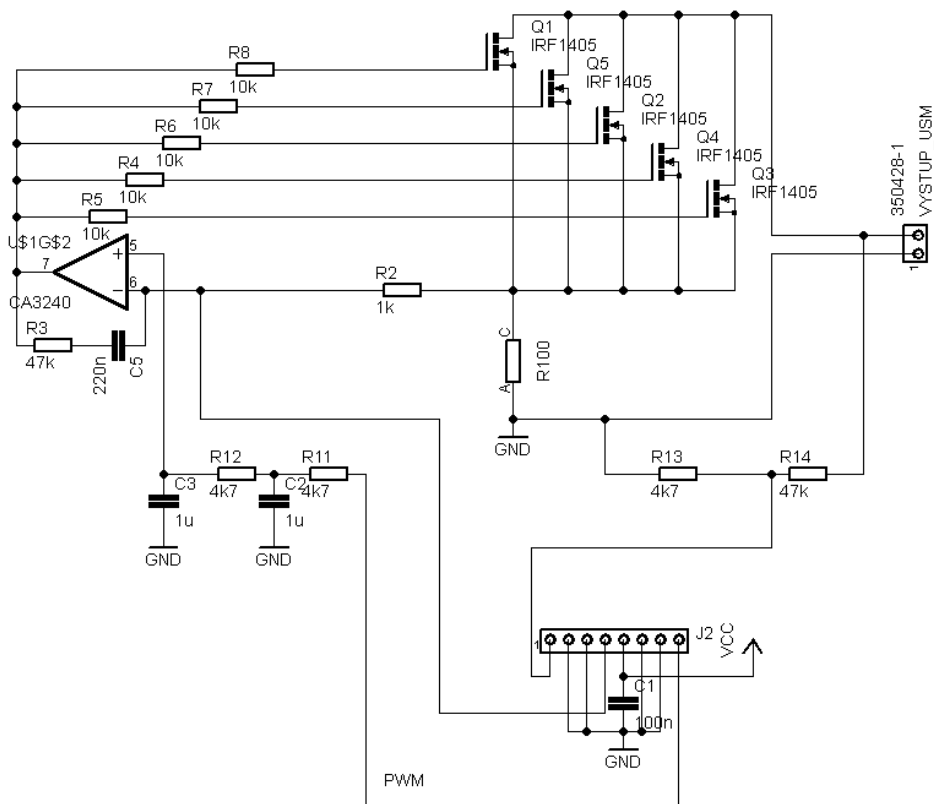 Q1
IRF1405
R8
10k
Q5
IRF1405
R7
10k
Q2
IRF1405
R6
10k
Q4
IRF1405
R4
10k
Q3
IRF1405
R5
10k
350428-1
VYSTUP USM
1
U$1G$2
7
5
+
6
−
CA3240
R2
1k
R3
47k
220n
C5
C
A
R100
GND
R12
4k7
R11
4k7
C3
1u
C2
1u
GND
GND
R13
4k7
R14
47k
1
J2
VCC
C1
100n
GND
PWM